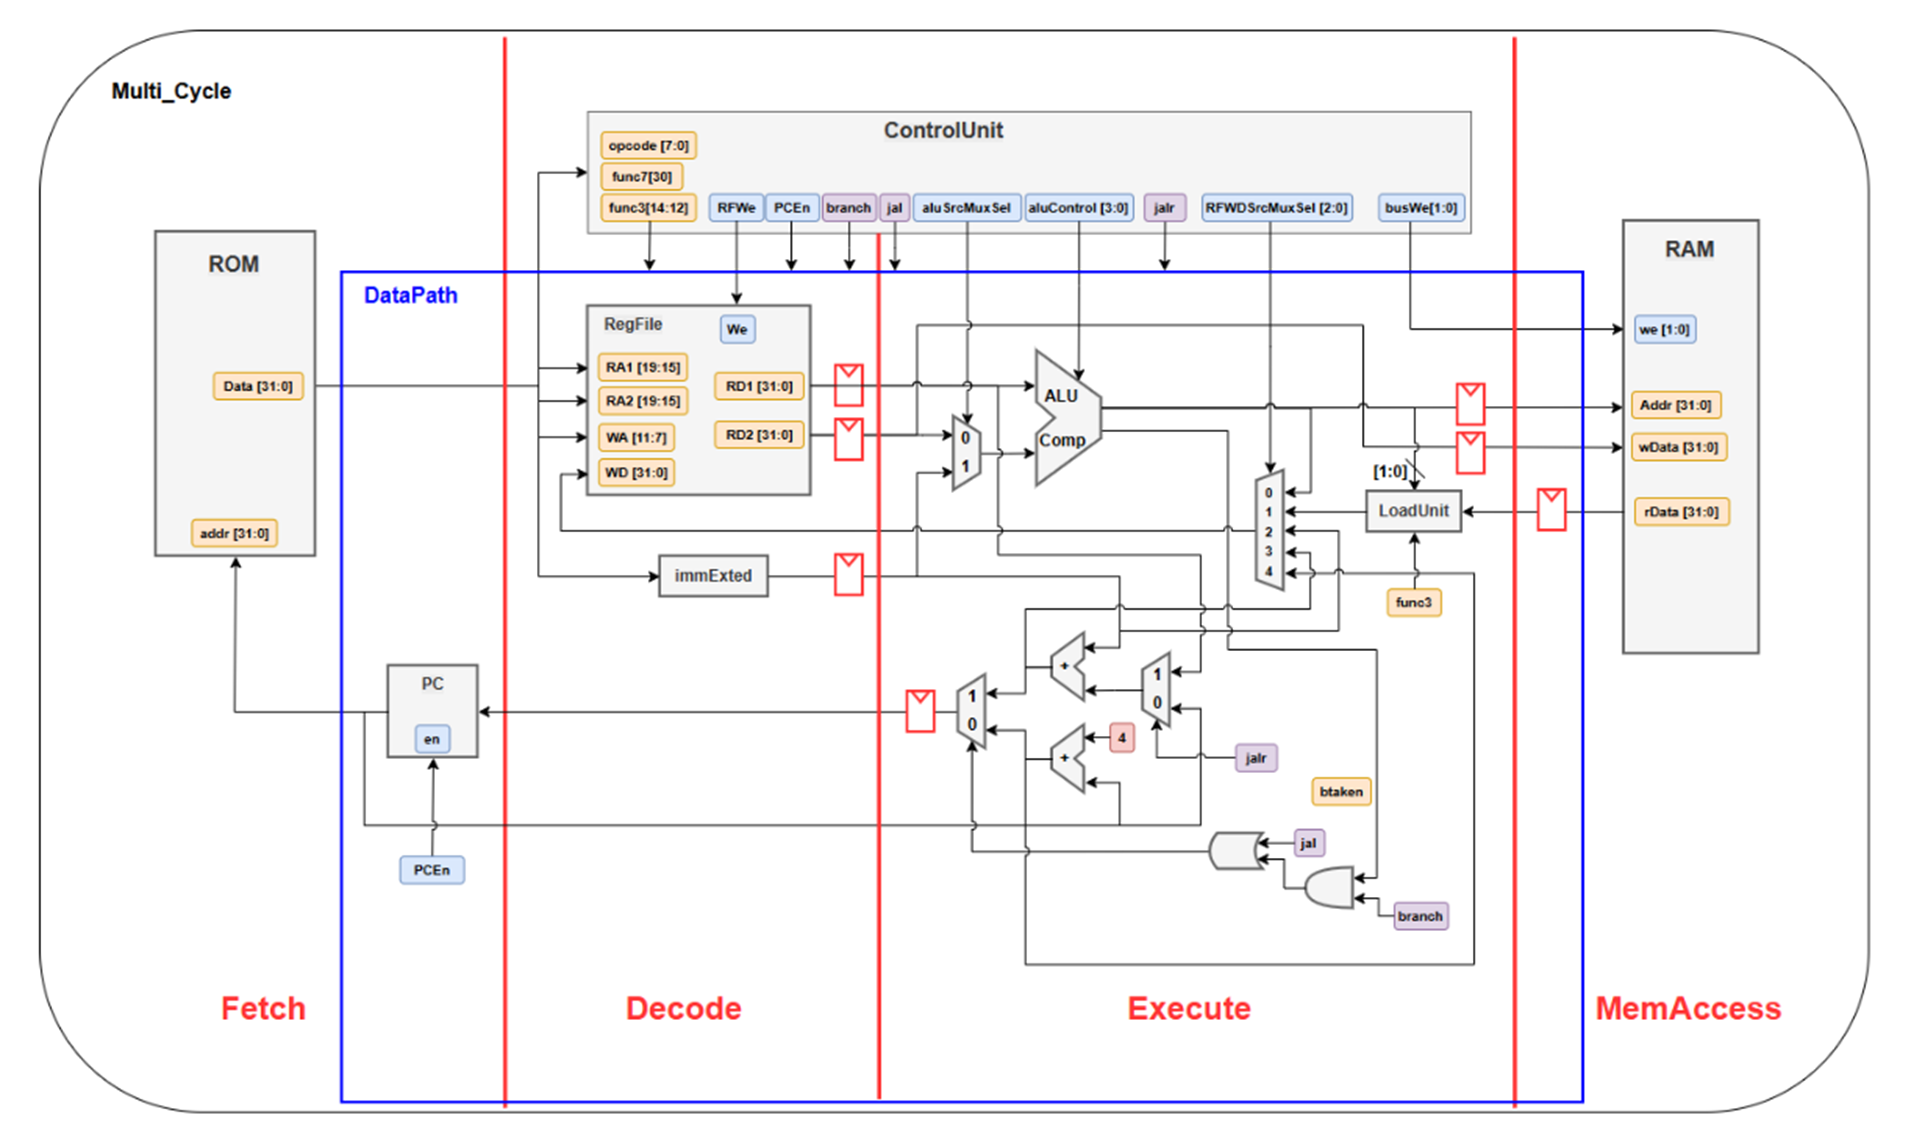 Multi_Cycle
ControlUnit
opcode [7:0]
func7[30]
func3[14:12]
RFWe
PCEn
branch
jal
aluSrcMuxSel
aluControl [3:0]
jalr
RFWDSrcMuxSel [2:0]
busWe[1:0]
ROM
Data [31:0]
addr [31:0]
DataPath
RegFile
We
RA1 [19:15]
RA2 [19:15]
WA [11:7]
WD [31:0]
RD1 [31:0]
RD2 [31:0]
0
1
ALU
Comp
0
1
2
3
4
[1:0]
LoadUnit
func3
RAM
we [1:0]
Addr [31:0]
wData [31:0]
rData [31:0]
immExted
PC
en
PCEn
1
0
+
1
0
+
4
jalr
btaken
jal
branch
Fetch
Decode
Execute
MemAccess